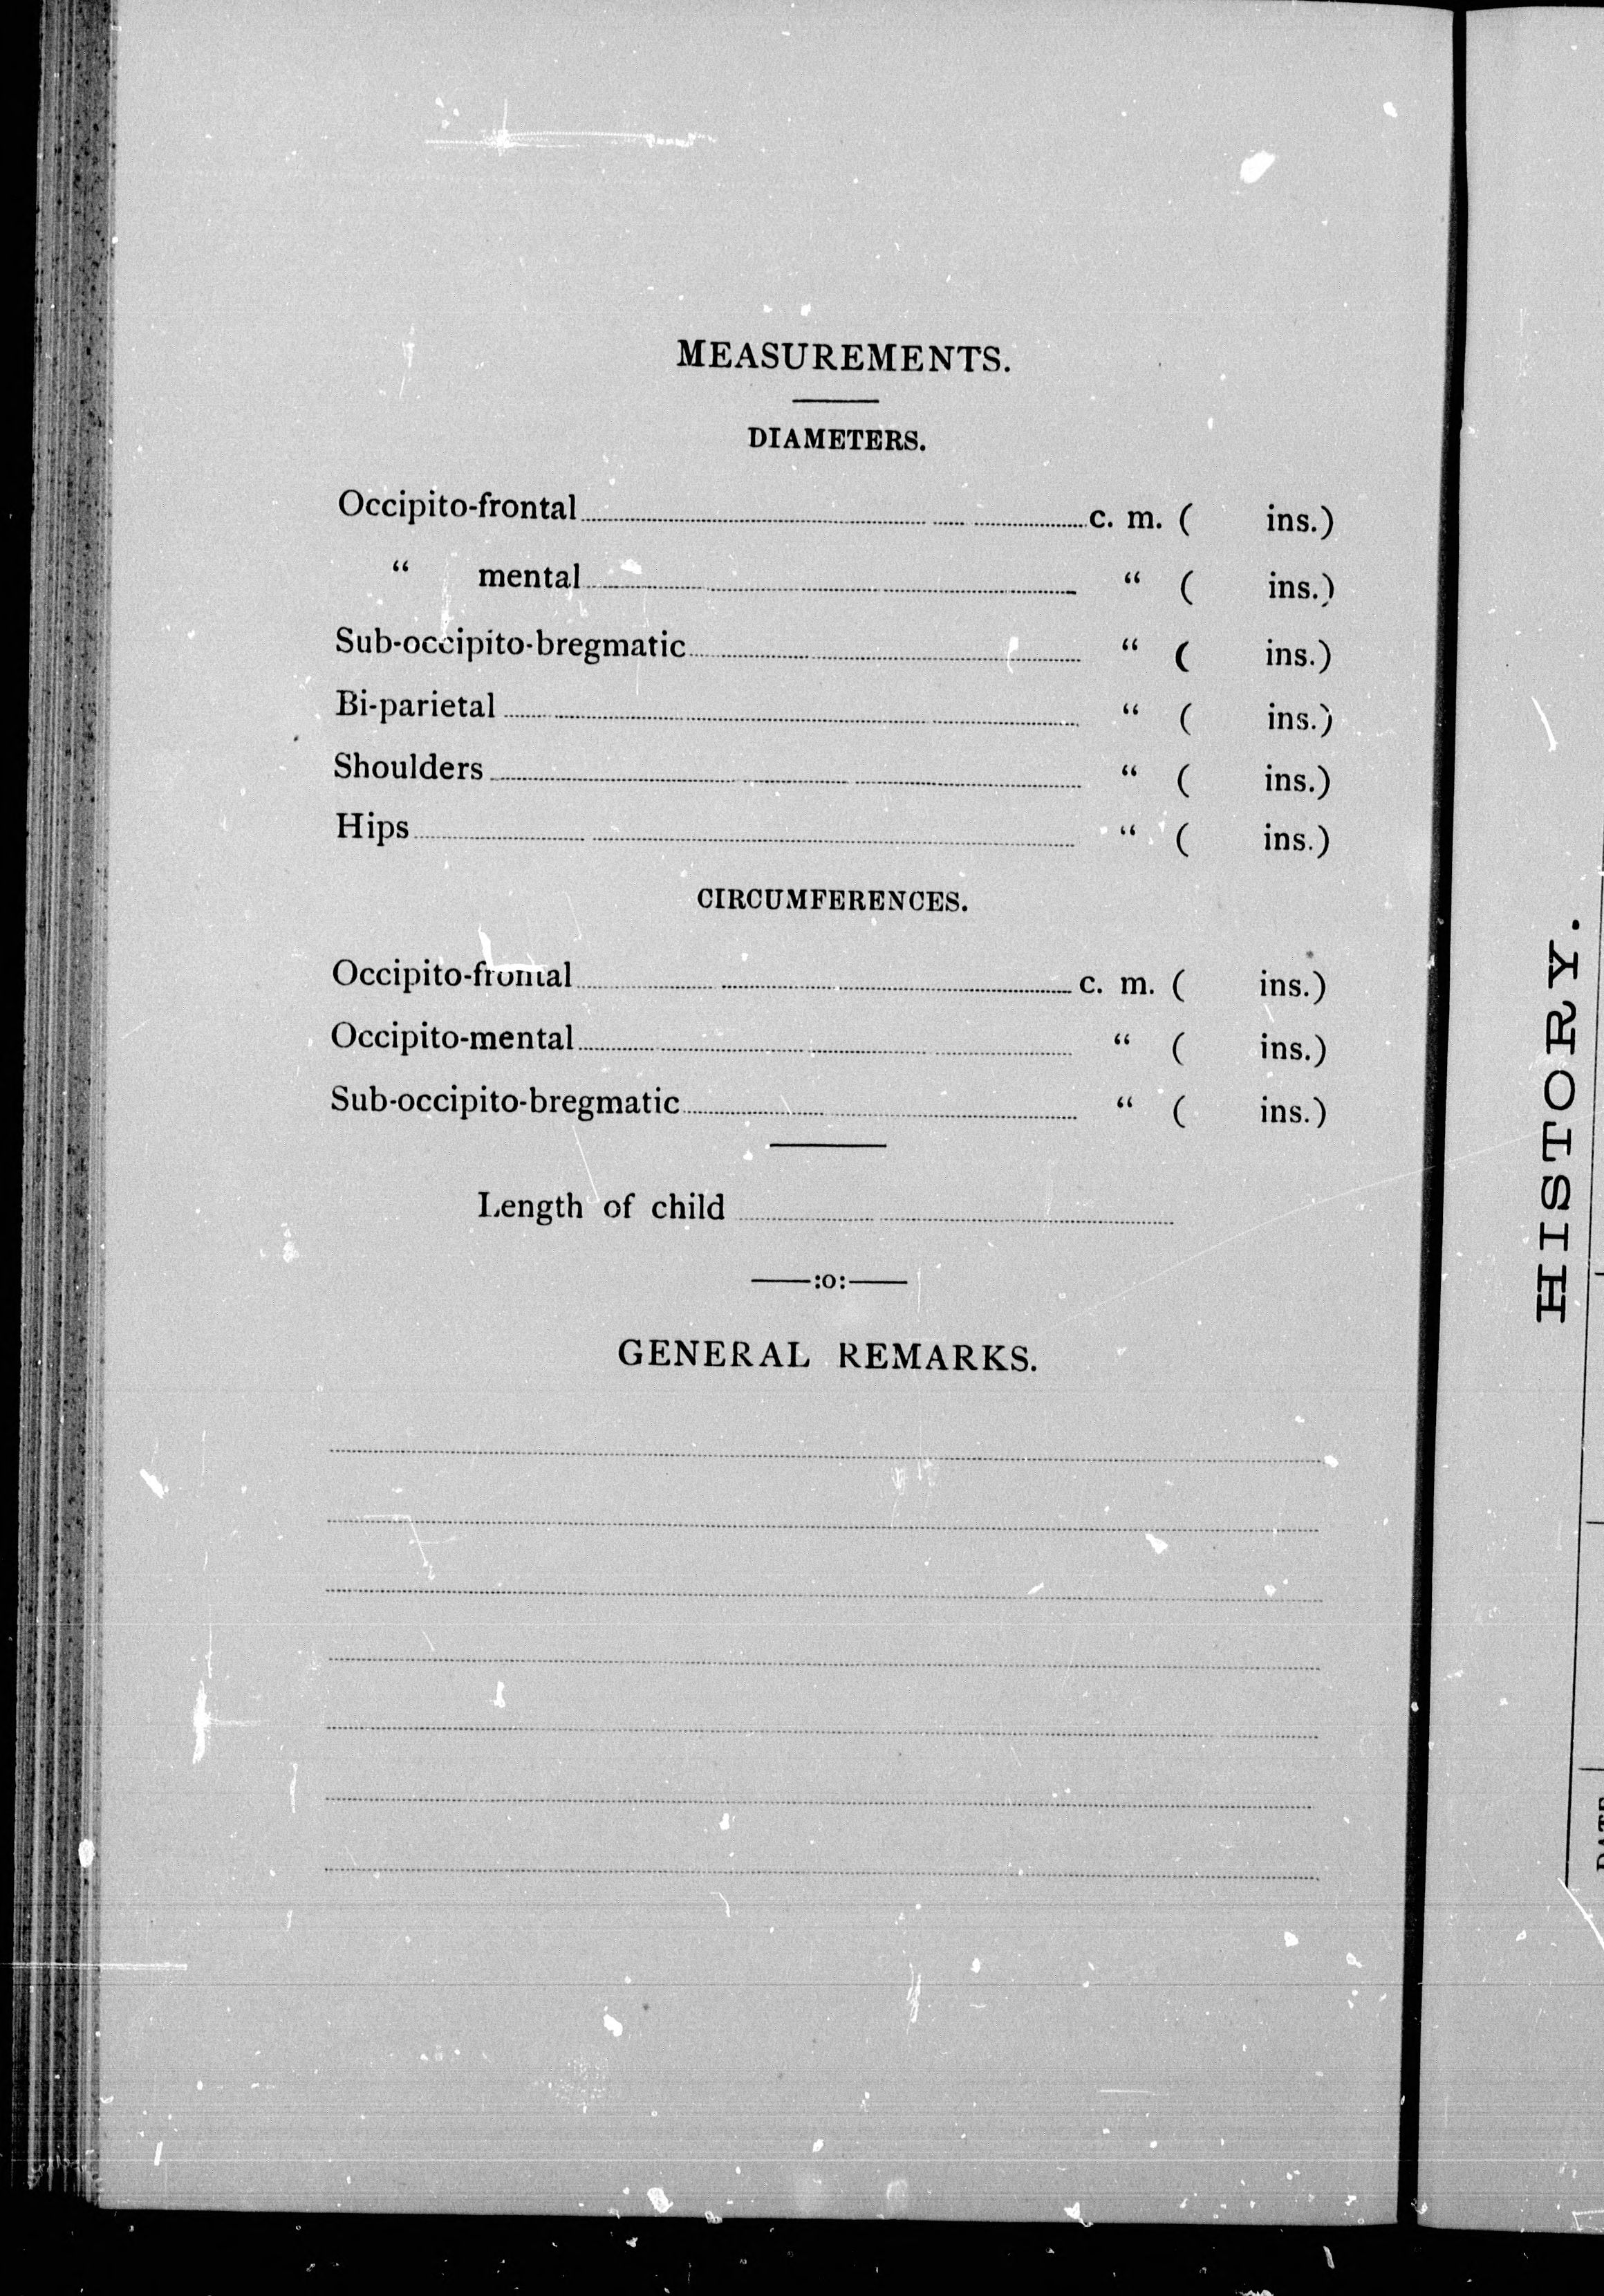 MEASUREMENTS.
DIAMETERS.
Occipito-frontal c. m. ( ins.)
“ mental “ ( ins.)
Sub-occipito-bregmatic “ ( ins.)
Bi-parietal “ ( ins.)
Shoulders “ ( ins.)
Hips “ ( ins.)
CIRCUMFERENCES.
Occipito-frontal c. m. ( ins.)
Occipito-mental “ ( ins.)
Sub-occipito-bregmatic “ ( ins.)
Length of child
——:o:——
GENERAL REMARKS.
HISTORY.
DATE